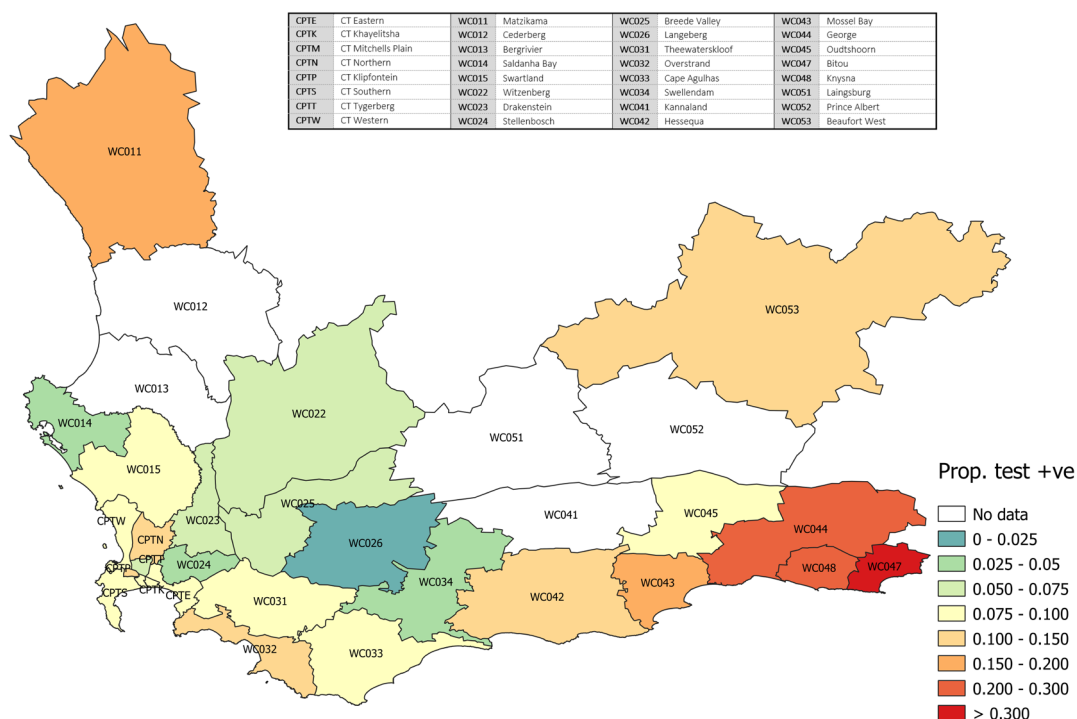 CPTE CT Eastern WC011 Matzikama WC025 Breede Valley WC043 Mossel Bay
CPTK CT Khayelitsha WC012 Cederberg WC026 Langeberg WC044 George
CPTM CT Mitchells Plain WC013 Bergrivier WC031 Theewaterskloof WC045 Oudtshoorn
CPTN CT Northern WC014 Saldanha Bay WC032 Overstrand WC047 Bitou
CPTP CT Klipfontein WC015 Swartland WC033 Cape Agulhas WC048 Knysna
CPTS CT Southern WC022 Witzenberg WC034 Swellendam WC051 Laingsburg
CPTT CT Tygerberg WC023 Drakenstein WC041 Kannaland WC052 Prince Albert
CPTW CT Western WC024 Stellenbosch WC042 Hessequa WC053 Beaufort West
WC011
WC012
WC053
WC013
WC022
WC014
WC052
WC051
WC015
Prop. test +ve
WC025
No data
WC045
WC041
CPTW
WC023
WC044
CPTN
WC026
0 - 0.025
WC024
0.025 - 0.05
CPTP
WC048
WC047
WC034
WC043
0.050 - 0.075
CPTS
CPTK
CPTE
WC031
WC042
0.075 - 0.100
0.100 - 0.150
WC032
WC033
0.150 - 0.200
0.200 - 0.300
> 0.300